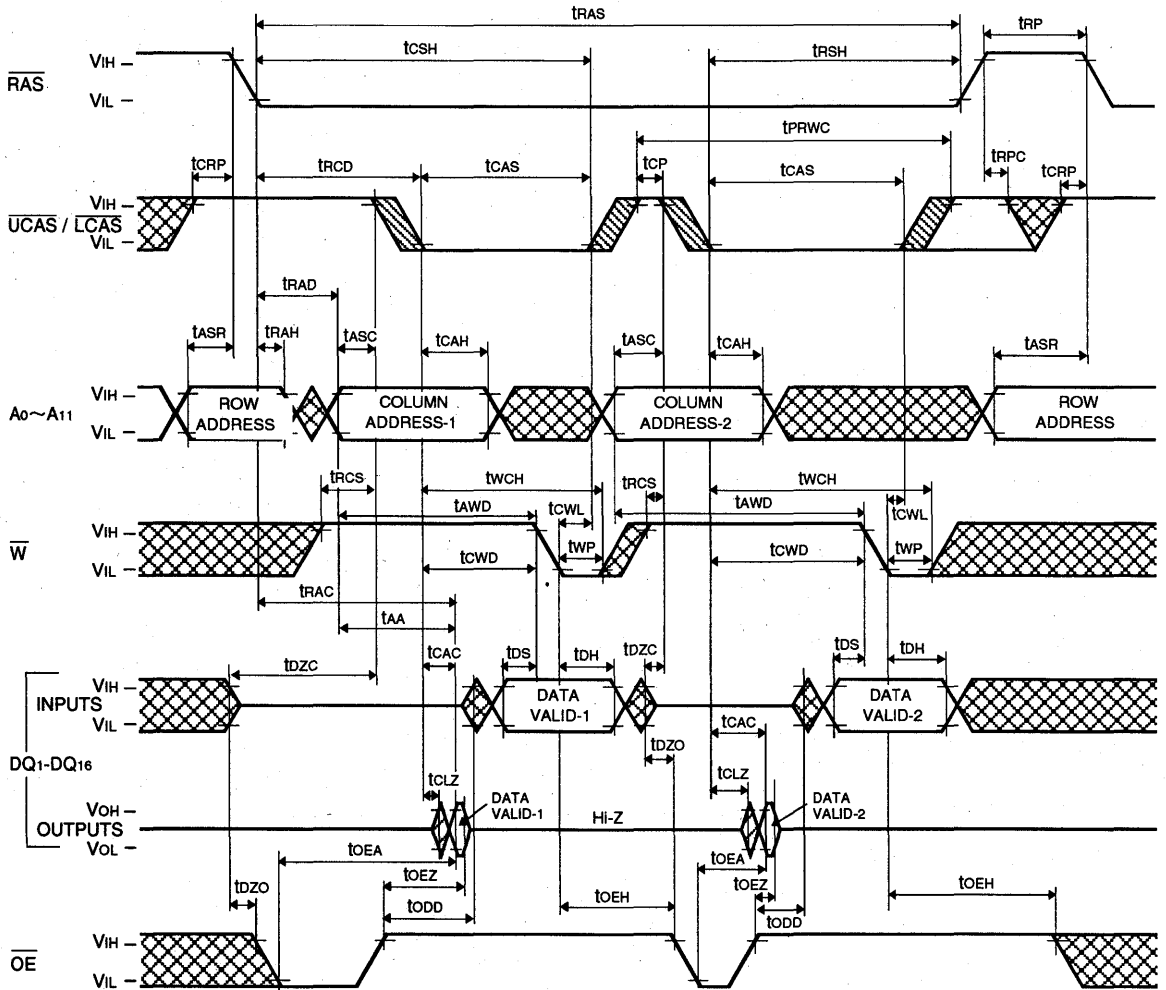 tRAS
tRP
tCSH
tRSH
RAS
VIH
VIL
tPRWC
tCRP
tRCD
tCAS
tCP
tCAS
tRPC
tCRP
UCAS / LCAS
VIH
VIL
tRAD
tASR
tRAH
tASC
tCAH
tASC
tCAH
tASR
A0~A11
VIH
VIL
ROW ADDRESS
COLUMN ADDRESS-1
COLUMN ADDRESS-2
ROW ADDRESS
tRCS
tWCH
tRCS
tWCH
tAWD
tCWL
tAWD
tCWL
W
VIH
VIL
tCWD
tWP
tCWD
tWP
tRAC
tAA
tDZC
tCAC
tDS
tDH
tDZC
tDS
tDH
DQ1-DQ16
INPUTS
VIH
VIL
DATA VALID-1
DATA VALID-2
tCAC
tDZO
tCLZ
tCLZ
OUTPUTS
VOH
VOL
DATA VALID-1
Hi-Z
DATA VALID-2
tOEA
tOEA
tDZO
tOEZ
tOEH
tOEZ
tOEH
tODD
tODD
OE
VIH
VIL